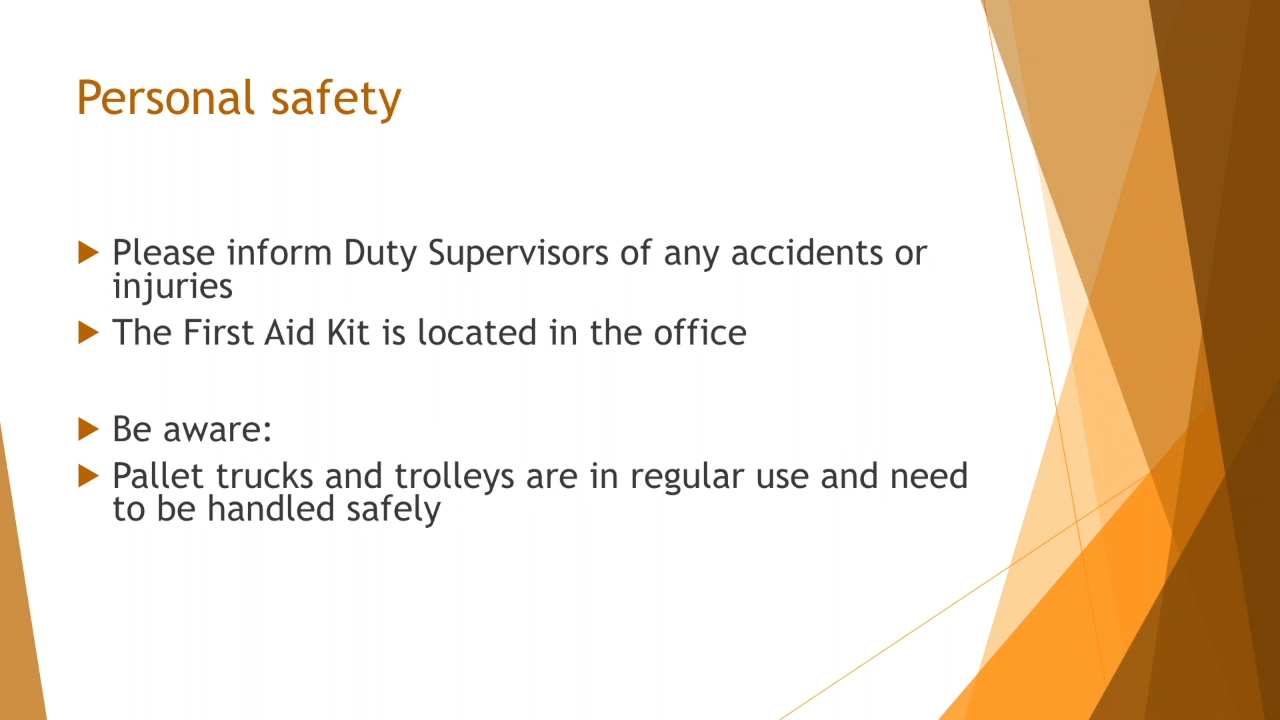 Personal safety
Please inform Duty Supervisors of any accidents or
injuries
The First Aid Kit is located in the office
Be aware:
Pallet trucks and trolleys are in regular use and need
to be handled safely